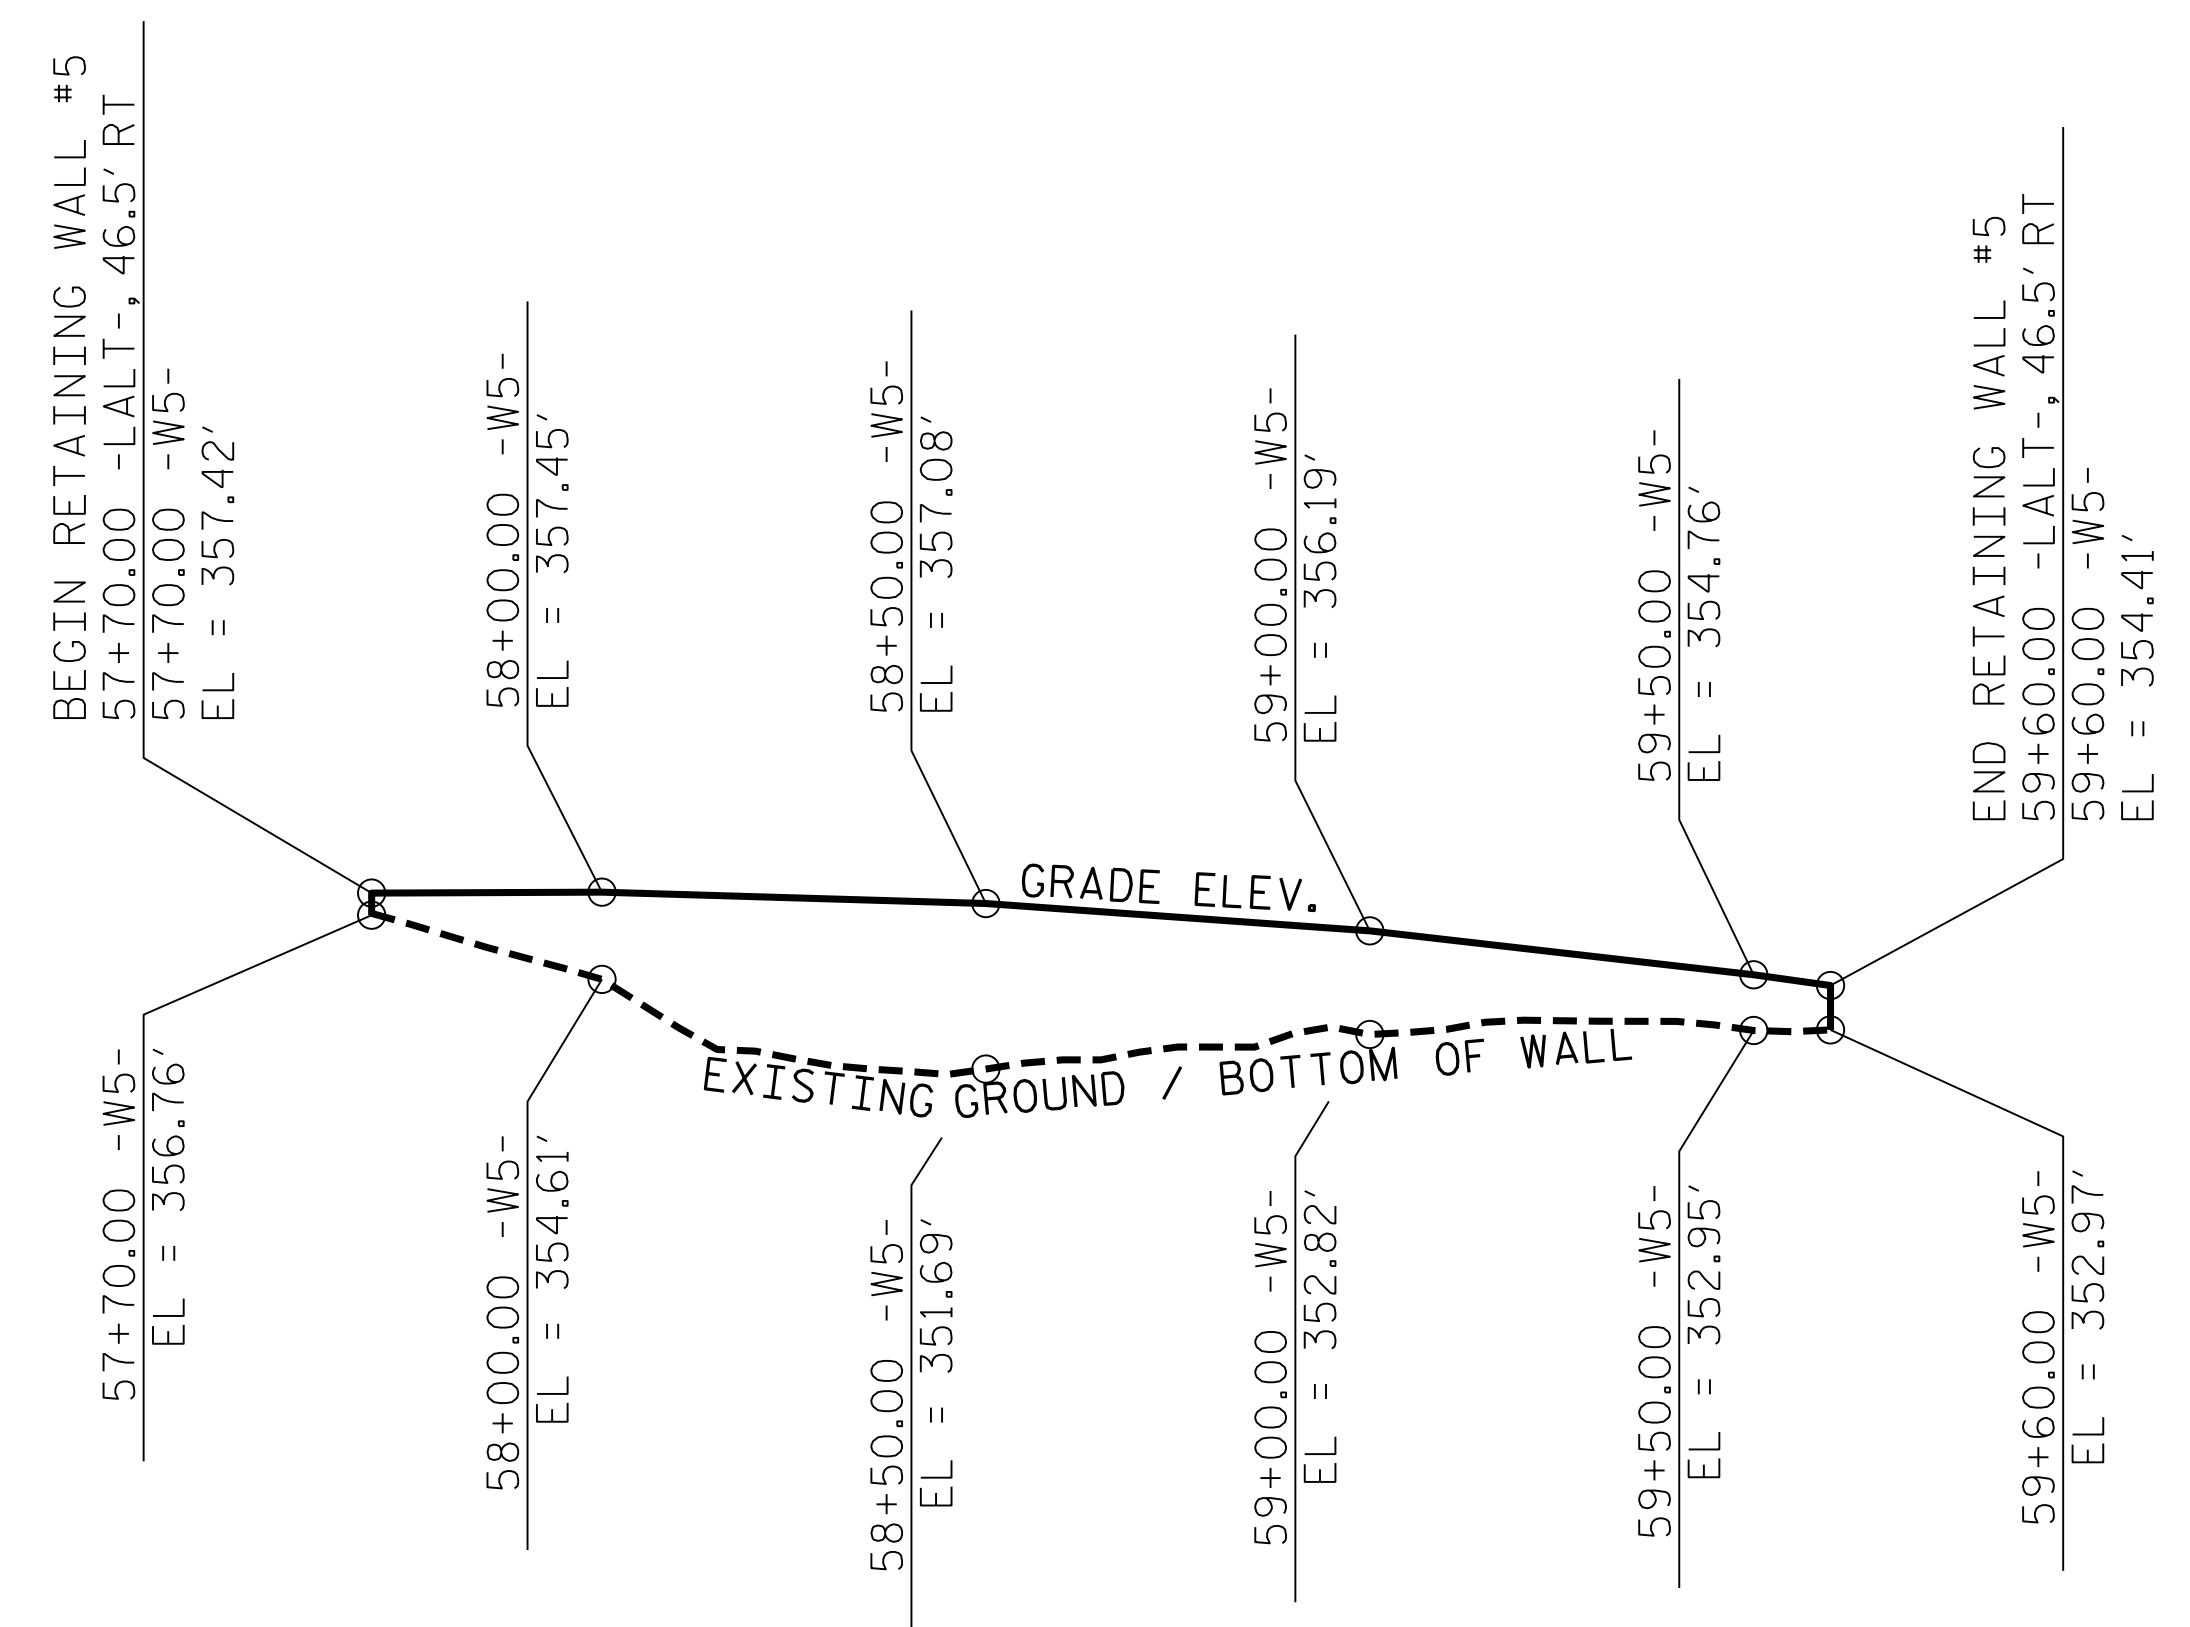 BEGIN RETAINING WALL #5
57+70.00 -LALT-, 46.5' RT
57+70.00 -W5-
EL = 357.42'
58+00.00 -W5-
EL = 357.45'
58+50.00 -W5-
EL = 357.08'
59+00.00 -W5-
EL = 356.19'
59+50.00 -W5-
EL = 354.76'
END RETAINING WALL #5
59+60.00 -LALT-, 46.5' RT
59+60.00 -W5-
EL = 354.41'
GRADE ELEV.
EXISTING GROUND / BOTTOM OF WALL
57+70.00 -W5-
EL = 356.76'
58+00.00 -W5-
EL = 354.61'
58+50.00 -W5-
EL = 351.69'
59+00.00 -W5-
EL = 352.82'
59+50.00 -W5-
EL = 352.95'
59+60.00 -W5-
EL = 352.97'